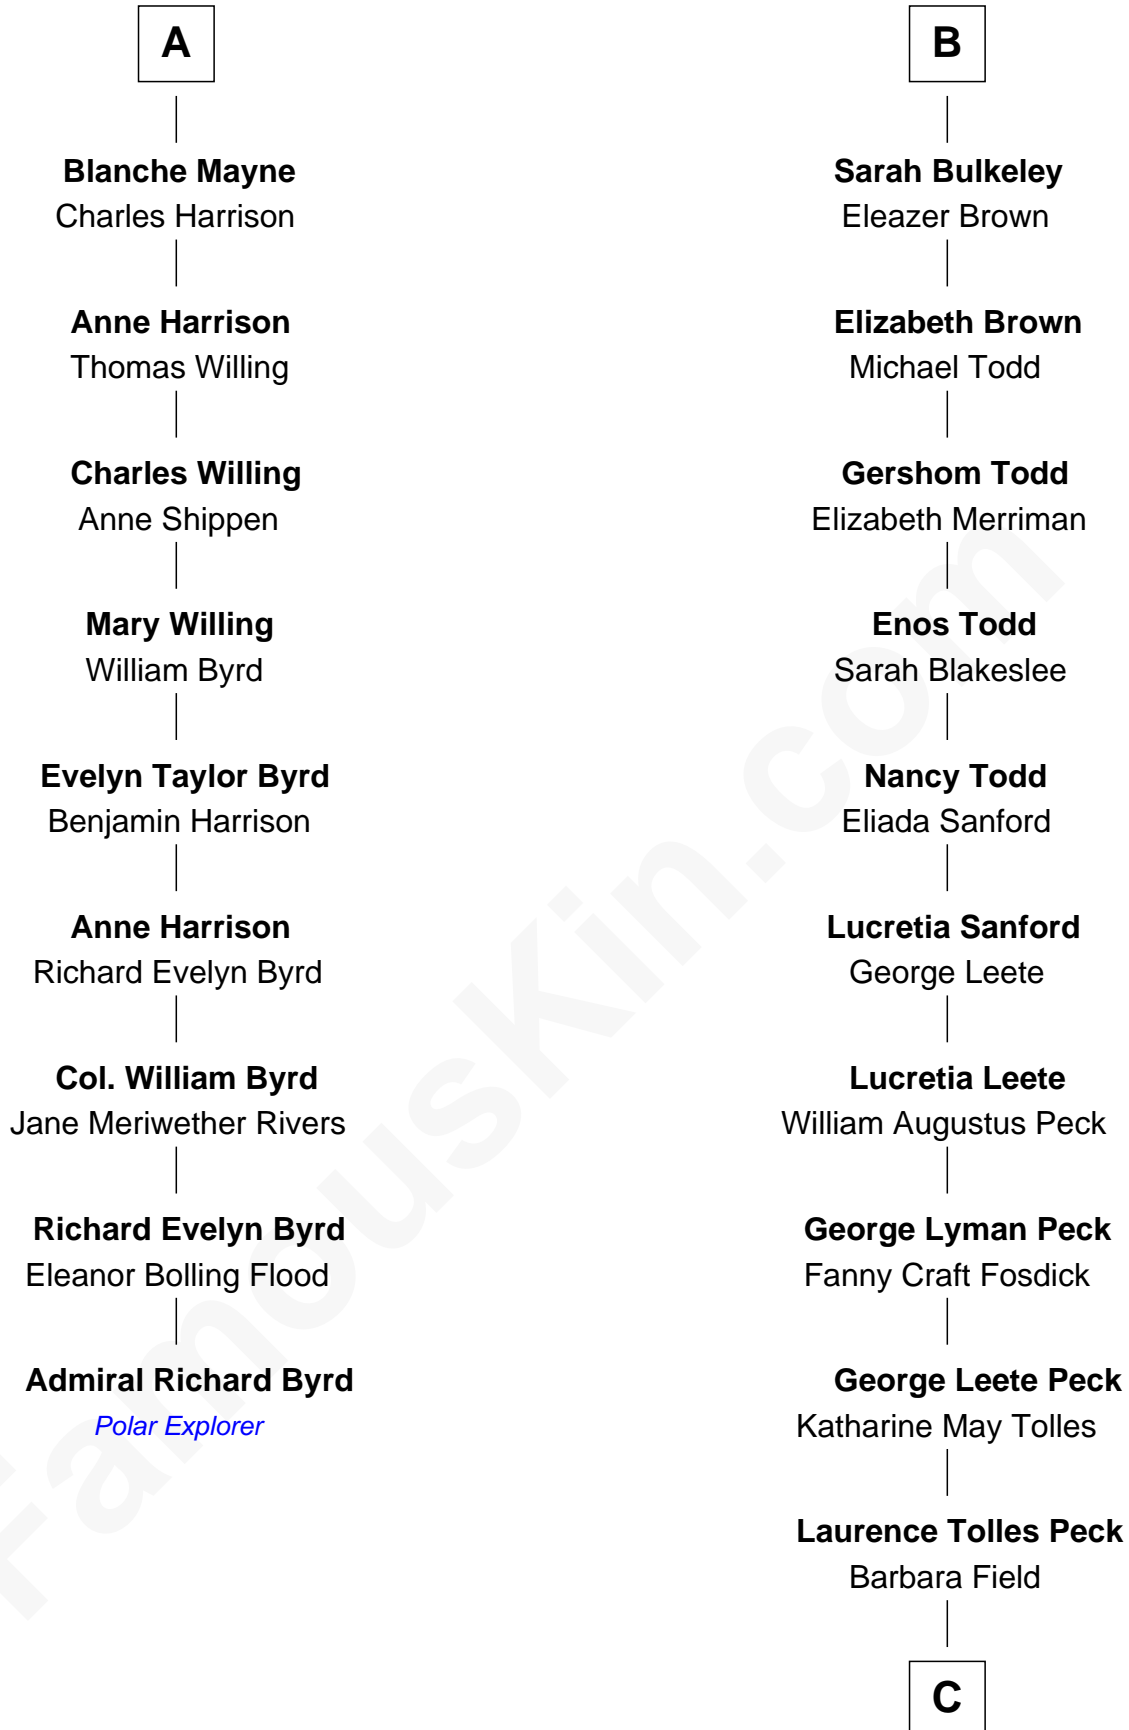 A
Blanche Mayne
Charles Harrison
Anne Harrison
Thomas Willing
Charles Willing
Anne Shippen
Mary Willing
William Byrd
Evelyn Taylor Byrd
Benjamin Harrison
Anne Harrison
Richard Evelyn Byrd
Col. William Byrd
Jane Meriwether Rivers
Richard Evelyn Byrd
Eleanor Bolling Flood
Admiral Richard Byrd
Polar Explorer
B
Sarah Bulkeley
Eleazer Brown
Elizabeth Brown
Michael Todd
Gershom Todd
Elizabeth Merriman
Enos Todd
Sarah Blakeslee
Nancy Todd
Eliada Sanford
Lucretia Sanford
George Leete
Lucretia Leete
William Augustus Peck
George Lyman Peck
Fanny Craft Fosdick
George Leete Peck
Katharine May Tolles
Laurence Tolles Peck
Barbara Field
C
FamousKin.com